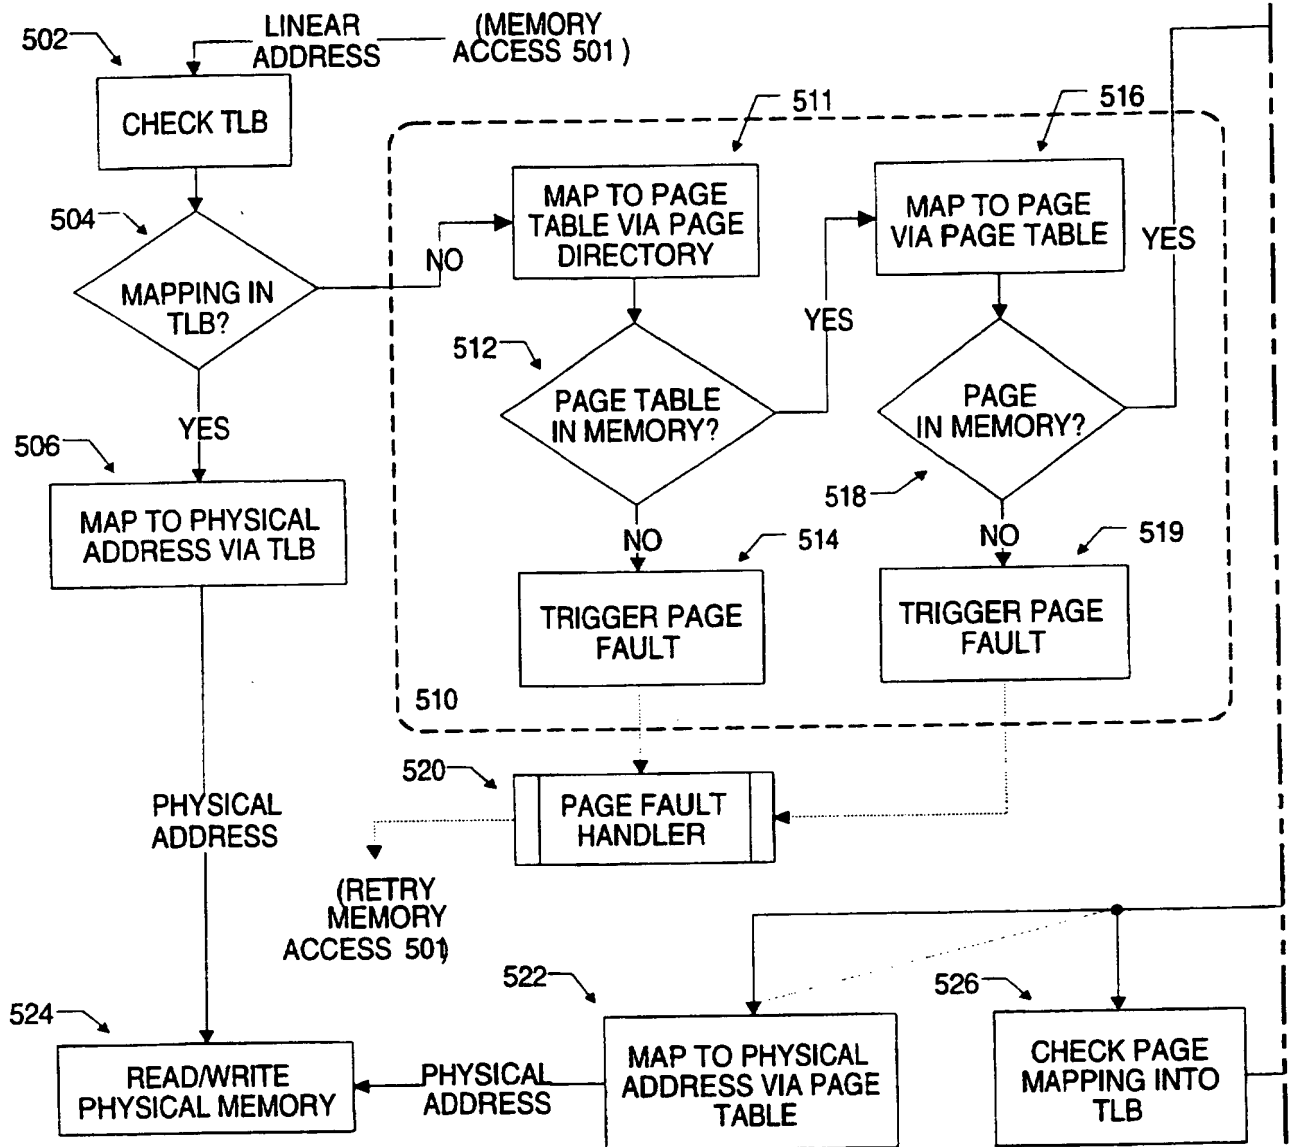 502
LINEAR
ADDRESS
(MEMORY
ACCESS 501)
CHECK TLB
504
MAPPING IN
TLB?
NO
YES
506
MAP TO PHYSICAL
ADDRESS VIA TLB
PHYSICAL
ADDRESS
511
MAP TO PAGE
TABLE VIA PAGE
DIRECTORY
512
PAGE TABLE
IN MEMORY?
YES
NO
514
TRIGGER PAGE
FAULT
510
516
MAP TO PAGE
VIA PAGE TABLE
YES
PAGE
IN MEMORY?
518
NO
519
TRIGGER PAGE
FAULT
520
PAGE FAULT
HANDLER
(RETRY
MEMORY
ACCESS 501)
522
MAP TO PHYSICAL
ADDRESS VIA PAGE
TABLE
PHYSICAL
ADDRESS
524
READ/WRITE
PHYSICAL MEMORY
526
CHECK PAGE
MAPPING INTO
TLB